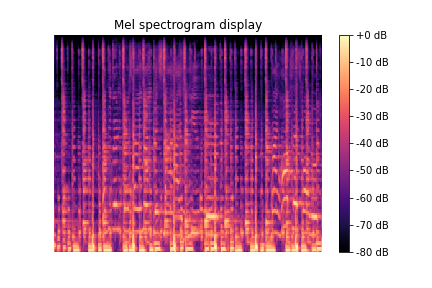 Mel spectrogram display
+0 dB
-10 dB
-20 dB
-30 dB
-40 dB
-50 dB
-60 dB
-70 dB
-80 dB